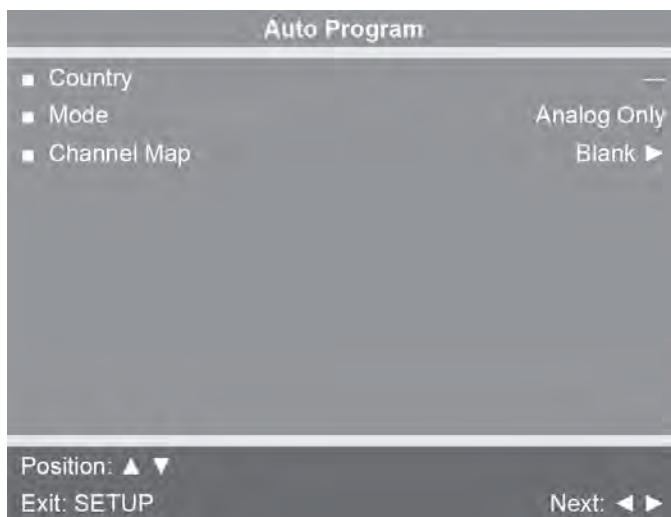 Auto Program
■ Country —
■ Mode Analog Only
■ Channel Map Blank ►
Position: ▲ ▼
Exit: SETUP Next: ◄ ►